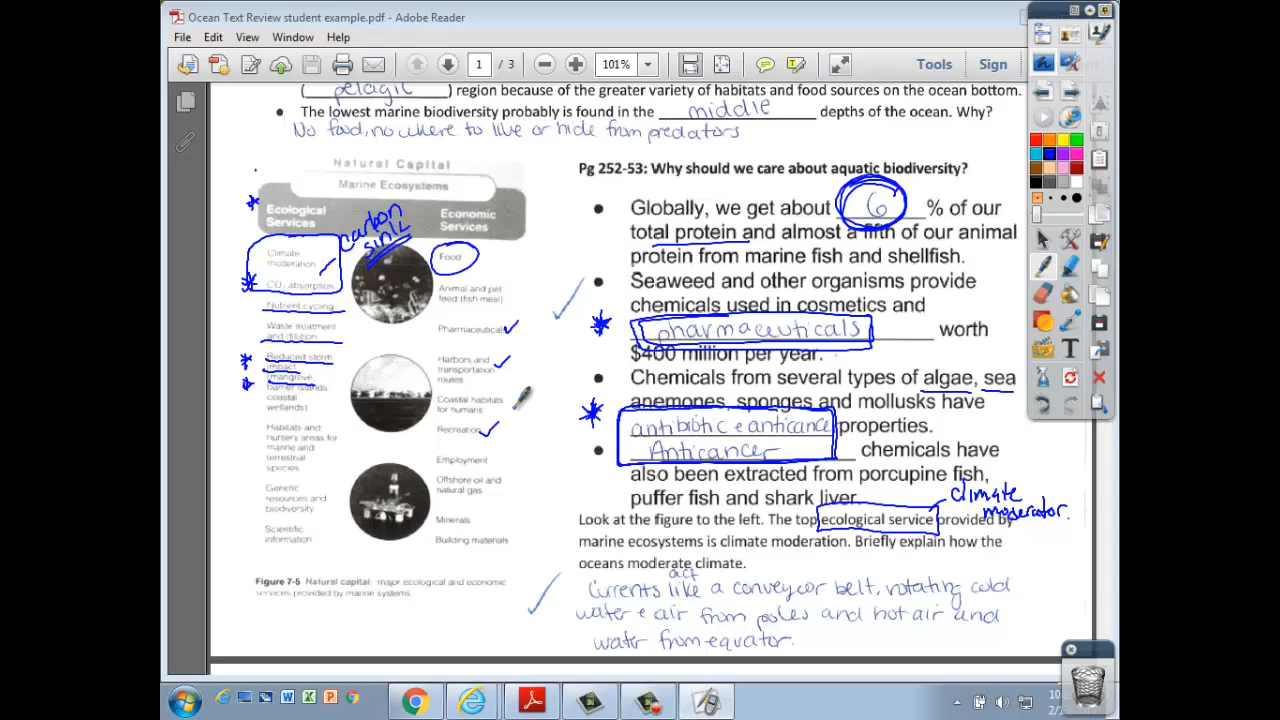 Ocean Text Review student example.pdf - Adobe Reader
File Edit View Window Help
1 / 3 101% Tools Sign
(pelagic) region because of the greater variety of habitats and food sources on the ocean bottom.
• The lowest marine biodiversity probably is found in the middle depths of the ocean. Why?
No food, no where to live or hide from predators
Natural Capital
Marine Ecosystems
Ecological Services
Economic Services
carbon
sink
Climate
moderation
CO₂ absorption
Nutrient cycling
Waste treatment
and dilution
Reduced storm
impact
(mangrove,
barrier islands
coastal
wetlands)
Habitats and
nursery areas for
marine and
terrestrial
species
Genetic
resources and
biodiversity
Scientific
information
Food
Animal and pet
food (fish meal)
Pharmaceutical
Harbors and
transportation
routes
Coastal habitats
for humans
Recreation
Employment
Offshore oil and
natural gas
Minerals
Building materials
Figure 7-5 Natural capital: major ecological and economic
services provided by marine systems
Pg 252-53: Why should we care about aquatic biodiversity?
• Globally, we get about 6 % of our
total protein and almost a fifth of our animal
protein from marine fish and shellfish.
• Seaweed and other organisms provide
chemicals used in cosmetics and
pharmaceuticals worth
$400 million per year.
• Chemicals from several types of algae, sea
anemones, sponges and mollusks have
antibiotic e anticance properties.
• Anticancer chemicals have
also been extracted from porcupine fish,
puffer fish and shark liver.
climate
moderator.
Look at the figure to the left. The top ecological service provided by
marine ecosystems is climate moderation. Briefly explain how the
oceans moderate climate.
act
Currents like a conveyor belt, rotating cold
water e air from poles and hot air and
water from equator.